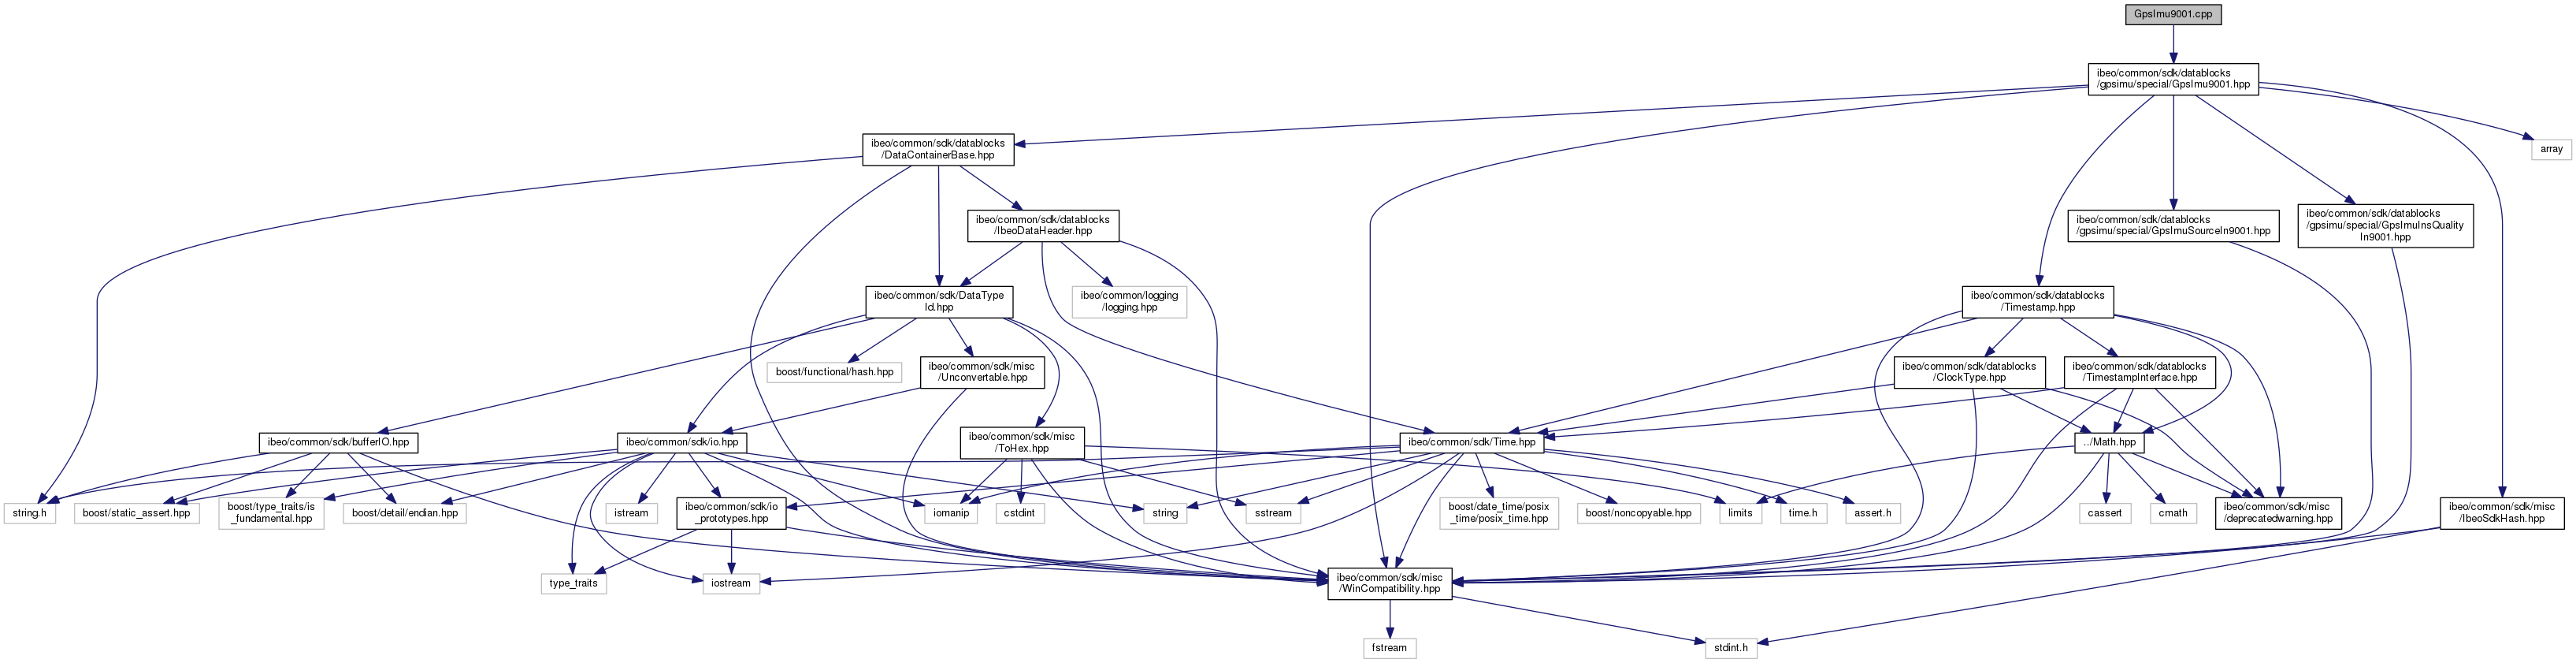 GpsImu9001.cpp
ibeo/common/sdk/datablocks
/gpsimu/special/GpsImu9001.hpp
ibeo/common/sdk/datablocks
/DataContainerBase.hpp
array
ibeo/common/sdk/datablocks
/IbeoDataHeader.hpp
ibeo/common/sdk/datablocks
/gpsimu/special/GpsImuSourceIn9001.hpp
ibeo/common/sdk/datablocks
/gpsimu/special/GpsImuInsQuality
In9001.hpp
ibeo/common/sdk/DataType
Id.hpp
ibeo/common/logging
/logging.hpp
ibeo/common/sdk/datablocks
/Timestamp.hpp
boost/functional/hash.hpp
ibeo/common/sdk/misc
/Unconvertable.hpp
ibeo/common/sdk/datablocks
/ClockType.hpp
ibeo/common/sdk/datablocks
/TimestampInterface.hpp
ibeo/common/sdk/bufferIO.hpp
ibeo/common/sdk/io.hpp
ibeo/common/sdk/misc
/ToHex.hpp
ibeo/common/sdk/Time.hpp
../Math.hpp
string.h
boost/static_assert.hpp
boost/type_traits/is
_fundamental.hpp
boost/detail/endian.hpp
istream
ibeo/common/sdk/io
_prototypes.hpp
iomanip
cstdint
string
sstream
boost/date_time/posix
_time/posix_time.hpp
boost/noncopyable.hpp
limits
time.h
assert.h
cassert
cmath
ibeo/common/sdk/misc
/deprecatedwarning.hpp
ibeo/common/sdk/misc
/IbeoSdkHash.hpp
type_traits
iostream
ibeo/common/sdk/misc
/WinCompatibility.hpp
fstream
stdint.h